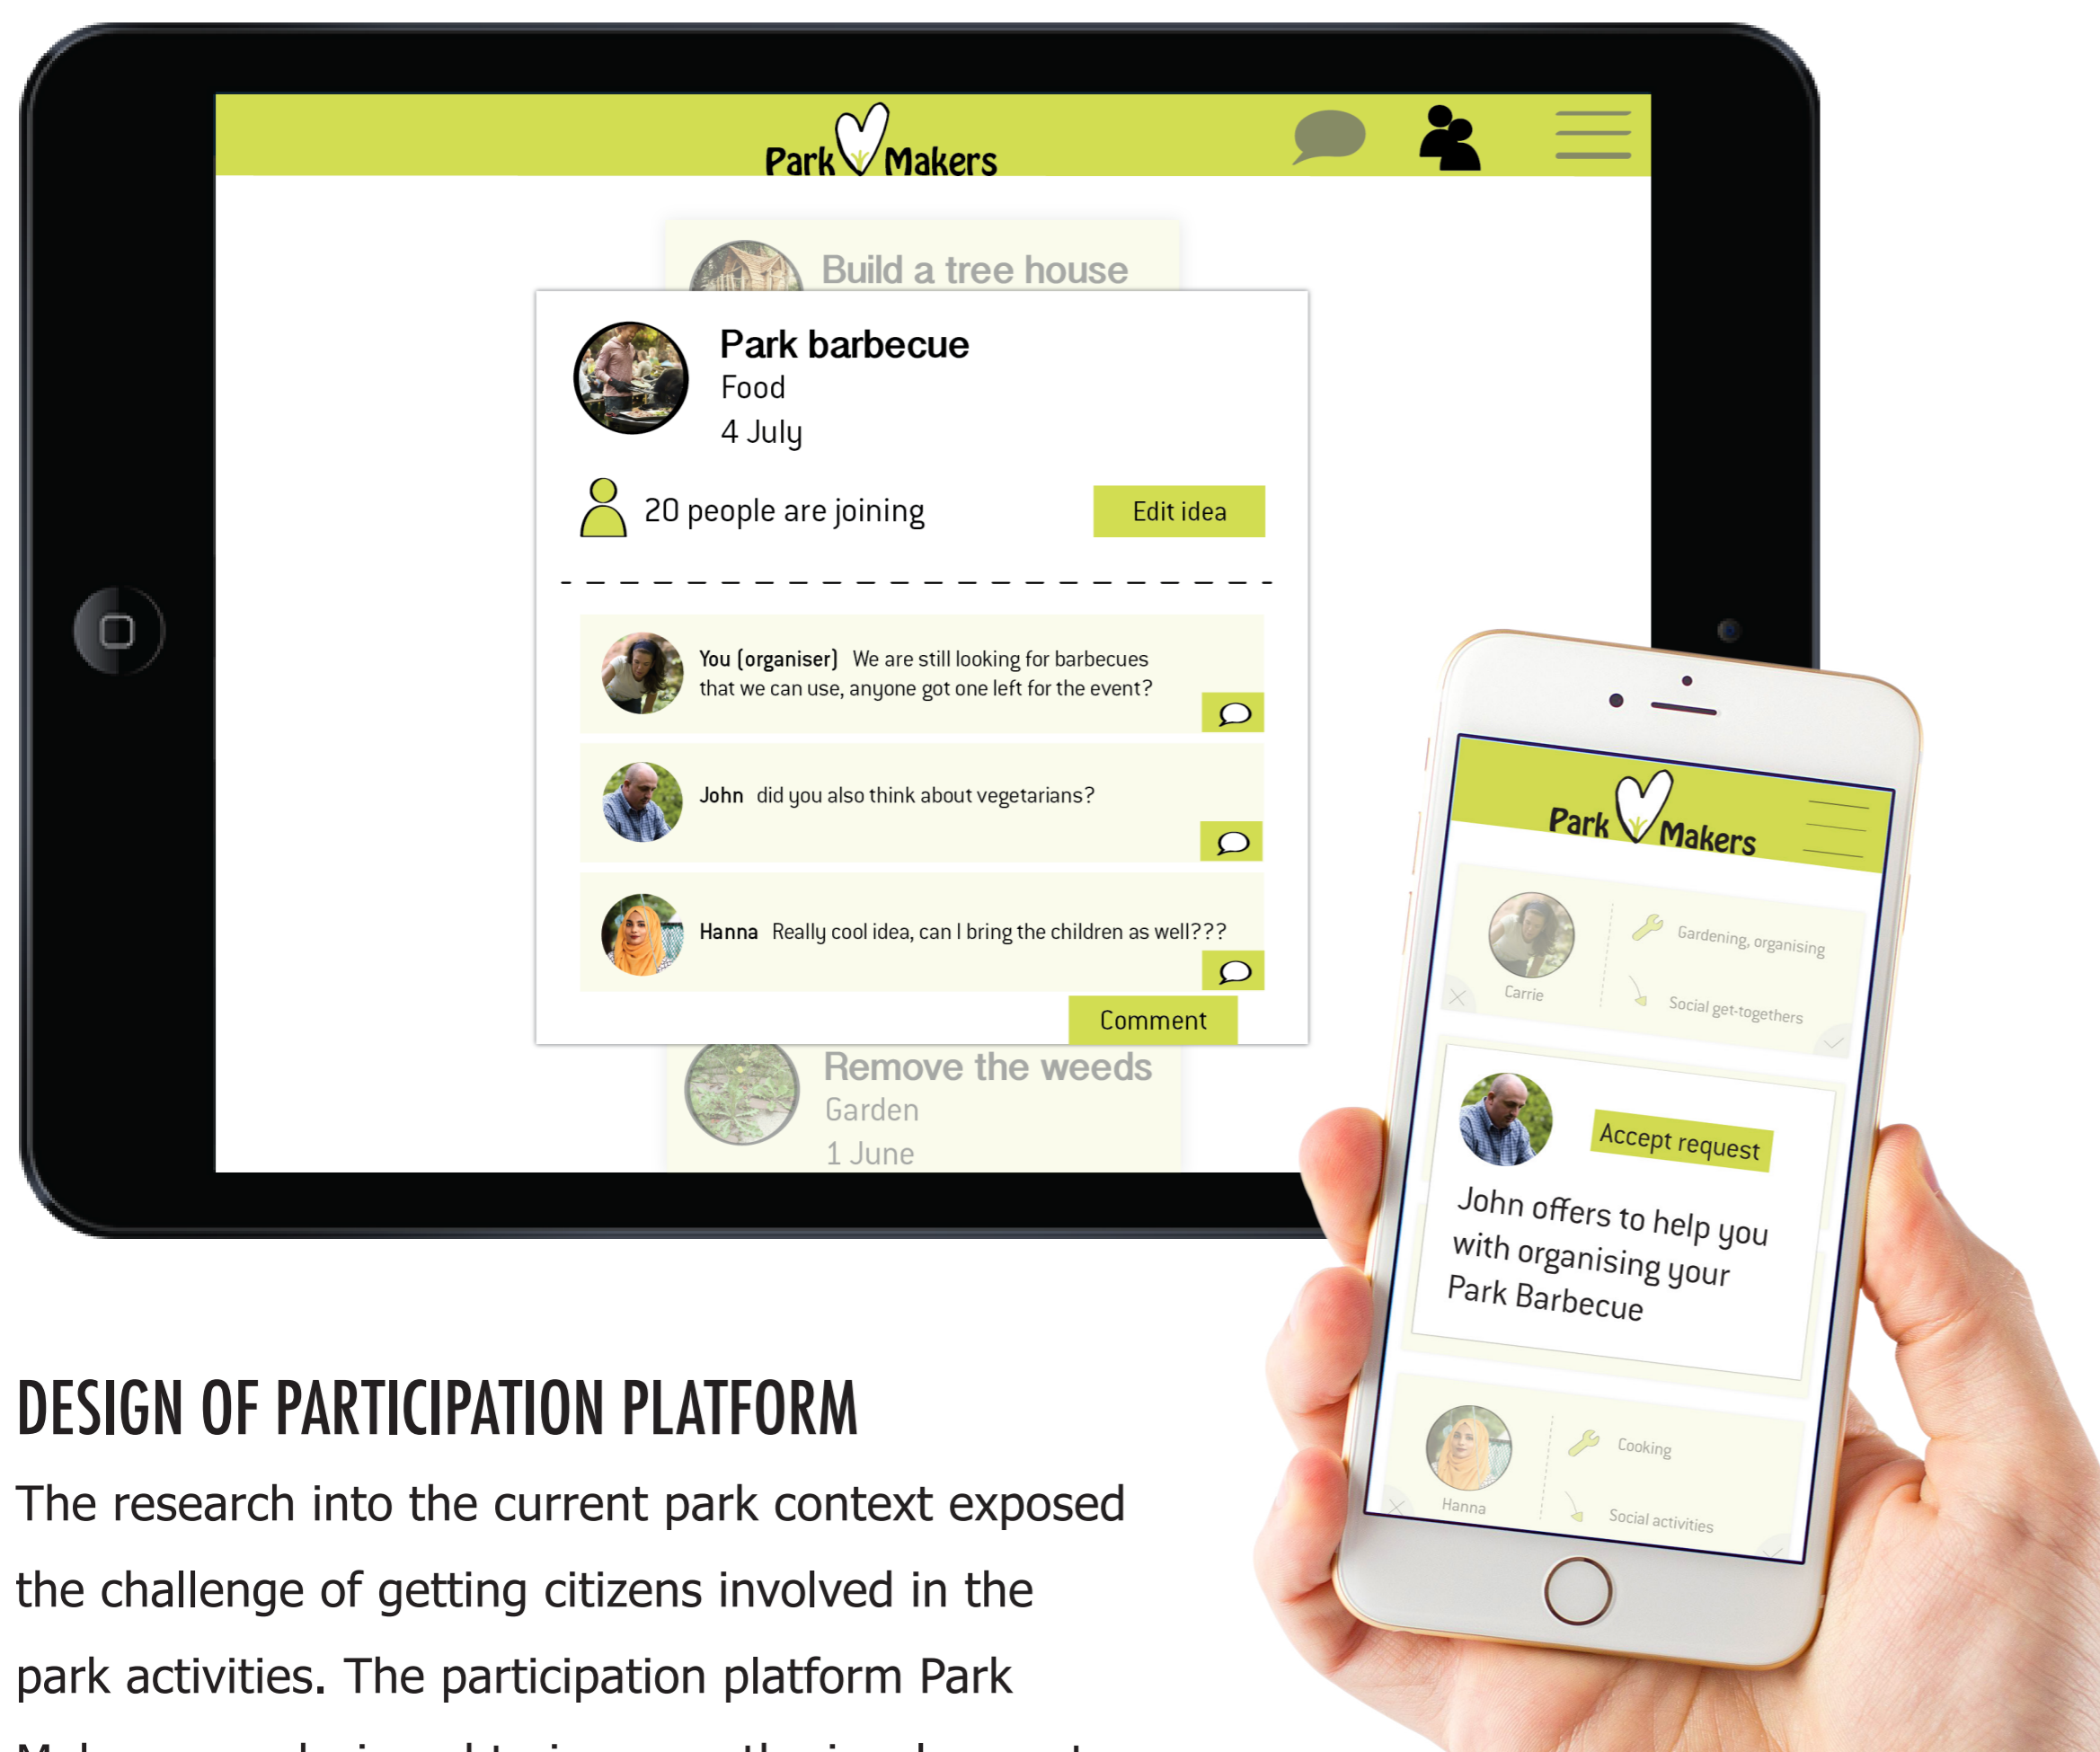 Park Makers
Build a tree house
Park barbecue
Food
4 July
20 people are joining
Edit idea
You (organiser) We are still looking for barbecues
that we can use, anyone got one left for the event?
John did you also think about vegetarians?
Hanna Really cool idea, can I bring the children as well???
Comment
Remove the weeds
Garden
1 June
Park Makers
Gardening, organising
Carrie
Social get-togethers
Accept request
John offers to help you
with organising your
Park Barbecue
Cooking
Hanna
Social activities
DESIGN OF PARTICIPATION PLATFORM
The research into the current park context exposed
the challenge of getting citizens involved in the
park activities. The participation platform Park